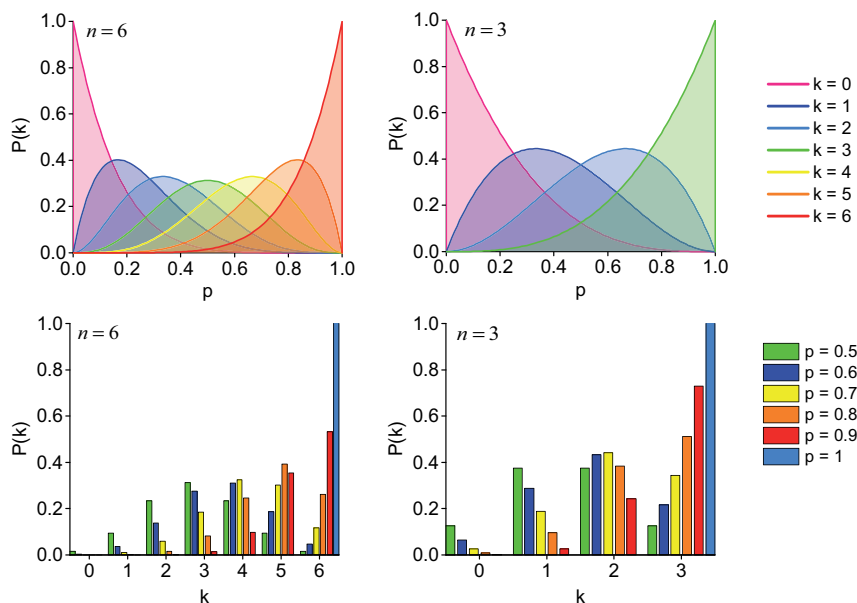 n = 6
1.0
0.8
0.6
0.4
0.2
0.0
P(k)
0.0 0.2 0.4 0.6 0.8 1.0
p
n = 3
1.0
0.8
0.6
0.4
0.2
0.0
P(k)
0.0 0.2 0.4 0.6 0.8 1.0
p
k = 0
k = 1
k = 2
k = 3
k = 4
k = 5
k = 6
n = 6
1.0
0.8
0.6
0.4
0.2
0.0
P(k)
0 1 2 3 4 5 6
k
n = 3
1.0
0.8
0.6
0.4
0.2
0.0
P(k)
0 1 2 3
k
p = 0.5
p = 0.6
p = 0.7
p = 0.8
p = 0.9
p = 1